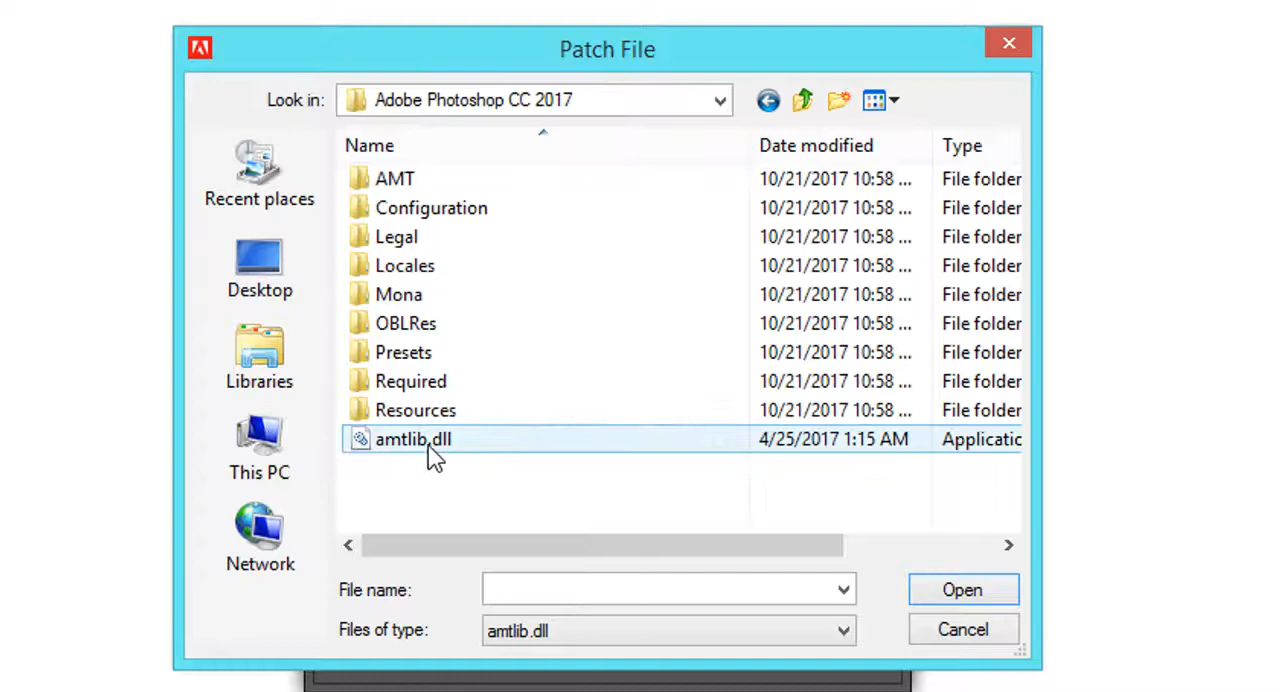 Patch File
Look in:
Adobe Photoshop CC 2017
Name Date modified Type
AMT 10/21/2017 10:58 ... File folder
Configuration 10/21/2017 10:58 ... File folder
Legal 10/21/2017 10:58 ... File folder
Locales 10/21/2017 10:58 ... File folder
Mona 10/21/2017 10:58 ... File folder
OBLRes 10/21/2017 10:58 ... File folder
Presets 10/21/2017 10:58 ... File folder
Required 10/21/2017 10:58 ... File folder
Resources 10/21/2017 10:58 ... File folder
amtlib.dll 4/25/2017 1:15 AM Applicatic
Recent places
Desktop
Libraries
This PC
Network
File name:
Open
Files of type:
amtlib.dll
Cancel